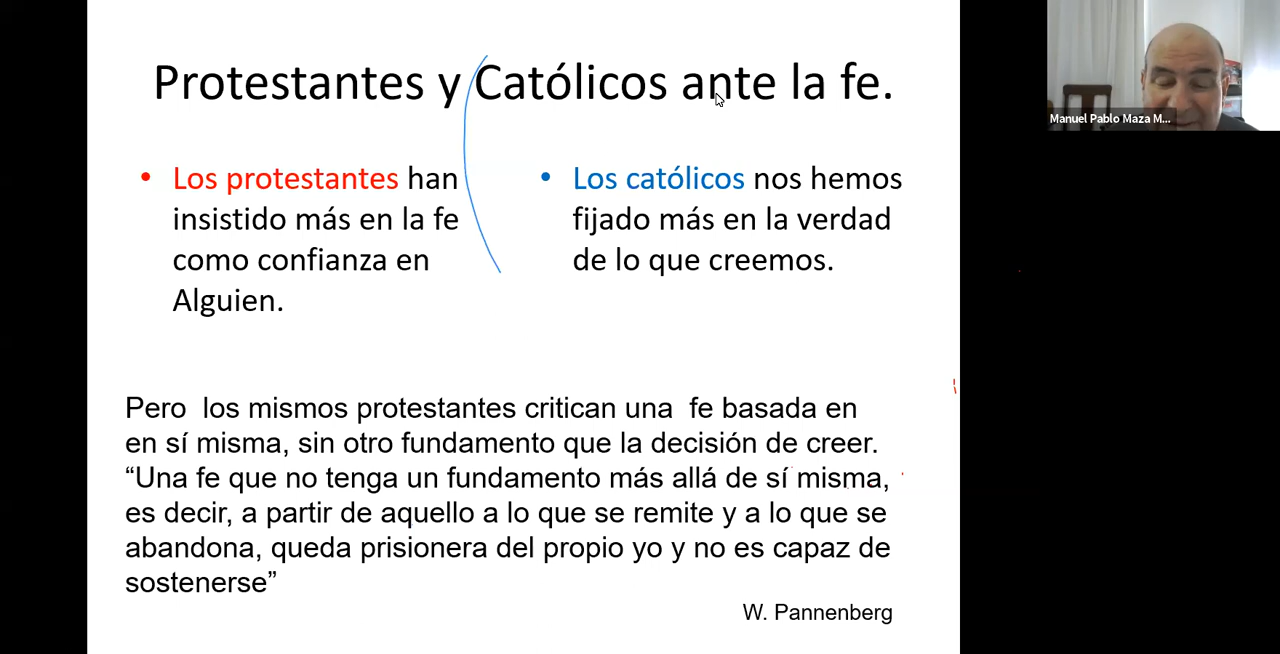 Protestantes y Católicos ante la fe.
• Los protestantes han
insistido más en la fe
como confianza en
Alguien.
• Los católicos nos hemos
fijado más en la verdad
de lo que creemos.
Pero los mismos protestantes critican una fe basada en
en sí misma, sin otro fundamento que la decisión de creer.
“Una fe que no tenga un fundamento más allá de sí misma,
es decir, a partir de aquello a lo que se remite y a lo que se
abandona, queda prisionera del propio yo y no es capaz de
sostenerse”
W. Pannenberg
Manuel Pablo Maza M...